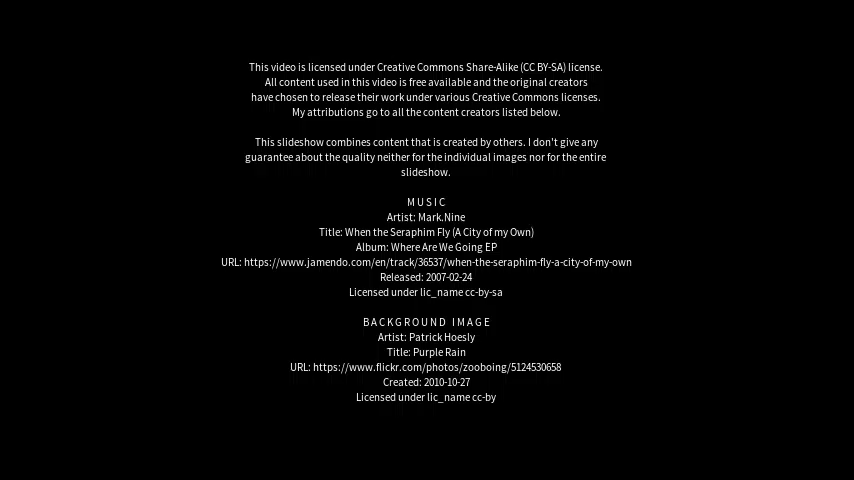 This video is licensed under Creative Commons Share-Alike (CC BY-SA) license.
All content used in this video is free available and the original creators
have chosen to release their work under various Creative Commons licenses.
My attributions go to all the content creators listed below.
This slideshow combines content that is created by others. I don't give any
guarantee about the quality neither for the individual images nor for the entire
slideshow.
MUSIC
Artist: Mark.Nine
Title: When the Seraphim Fly (A City of my Own)
Album: Where Are We Going EP
URL: https://www.jamendo.com/en/track/36537/when-the-seraphim-fly-a-city-of-my-own
Released: 2007-02-24
Licensed under lic_name cc-by-sa
BACKGROUND IMAGE
Artist: Patrick Hoesly
Title: Purple Rain
URL: https://www.flickr.com/photos/zooboing/5124530658
Created: 2010-10-27
Licensed under lic_name cc-by